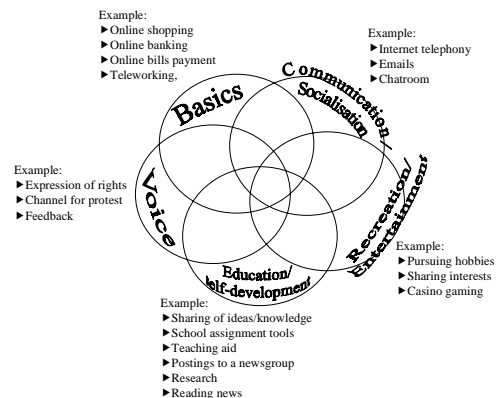 Example:
▶Online shopping
▶Online banking
▶Online bills payment
▶Teleworking,
Example:
▶Internet telephony
▶Emails
▶Chatroom
Basics
Communication/
Socialisation
Example:
▶Expression of rights
▶Channel for protest
▶Feedback
Voice
Recreation/
Entertainment
Example:
▶Pursuing hobbies
▶Sharing interests
▶Casino gaming
Education/
self-development
Example:
▶Sharing of ideas/knowledge
▶School assignment tools
▶Teaching aid
▶Postings to a newsgroup
▶Research
▶Reading news